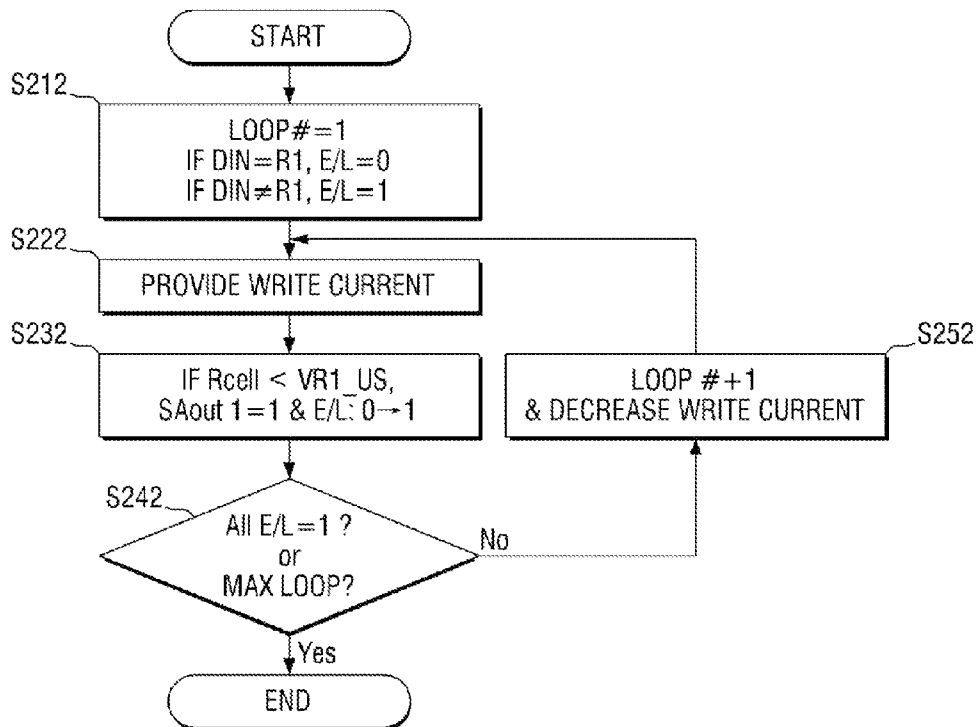 START
S212
LOOP#=1
IF DIN=R1, E/L=0
IF DIN≠R1, E/L=1
S222
PROVIDE WRITE CURRENT
S232
IF Rcell < VR1_US,
SAout 1=1 & E/L: 0→1
S252
LOOP #+1
& DECREASE WRITE CURRENT
S242
All E/L=1 ?
or
MAX LOOP?
No
Yes
END